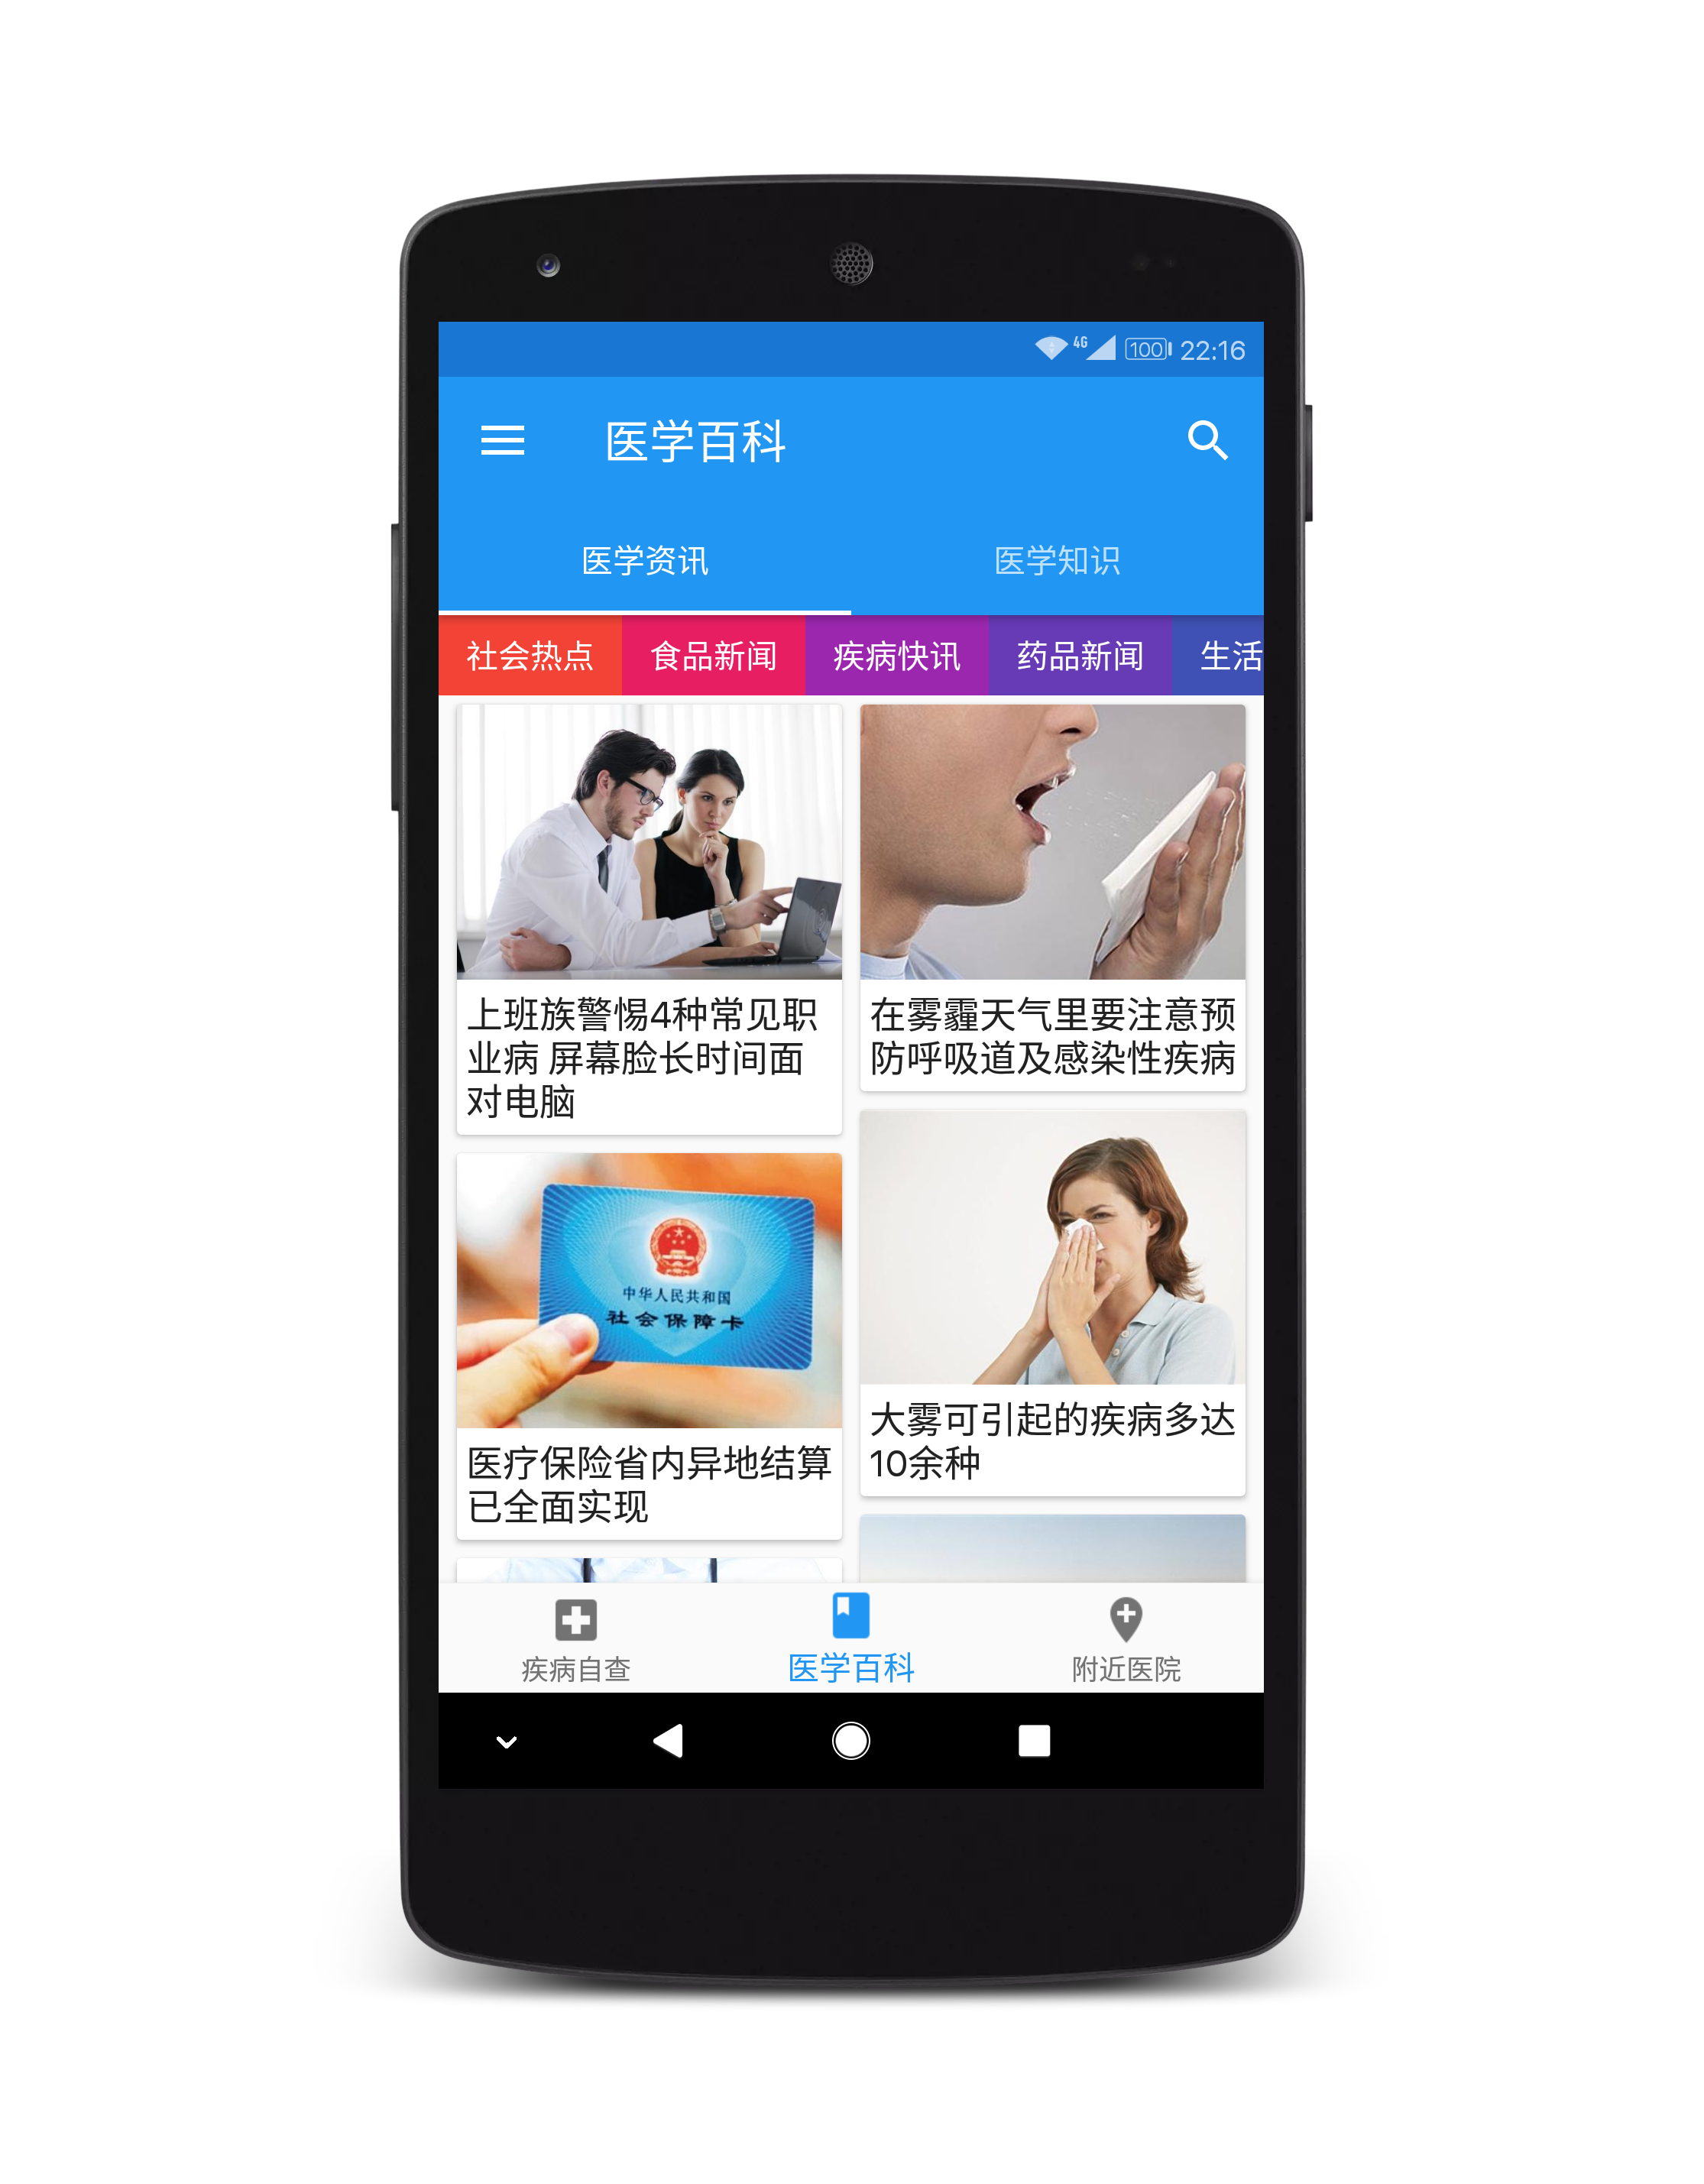 4G 100 22:16
医学百科
医学资讯 医学知识
社会热点 食品新闻 疾病快讯 药品新闻 生活
上班族警惕4种常见职
业病 屏幕脸长时间面
对电脑
在雾霾天气里要注意预
防呼吸道及感染性疾病
中华人民共和国
社会保障卡
医疗保险省内异地结算
已全面实现
大雾可引起的疾病多达
10余种
疾病自查 医学百科 附近医院